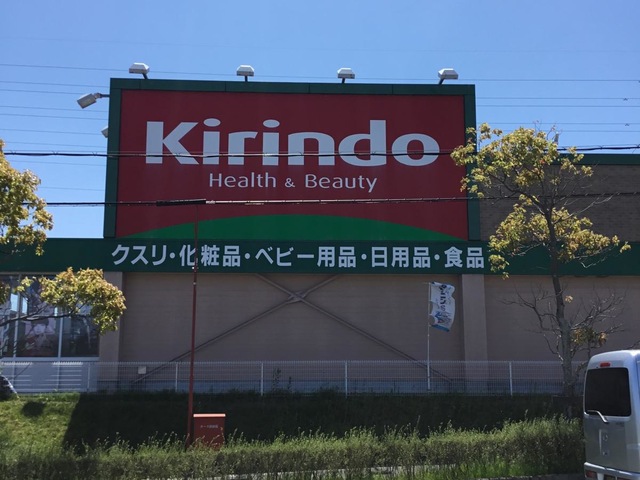 Kirindo
Health & Beauty
クスリ・化粧品・ベビー用品・日用品・食品